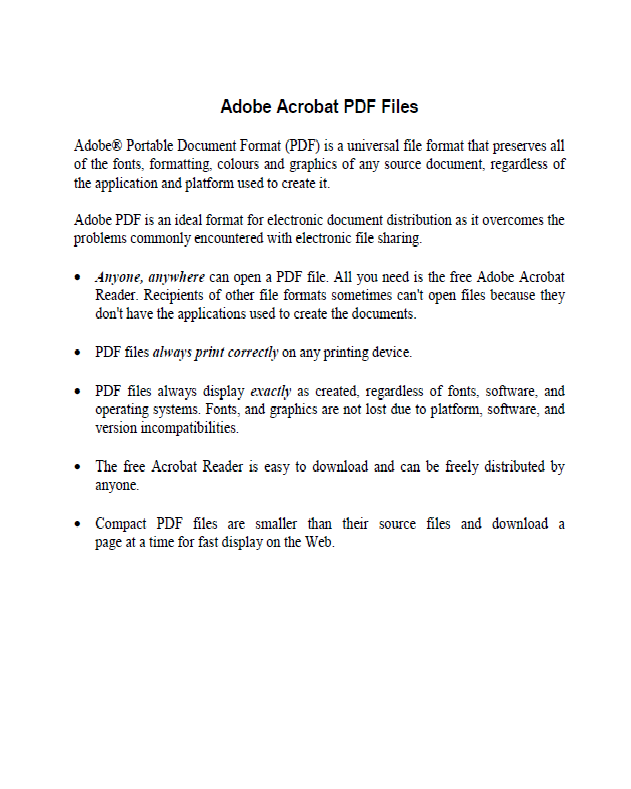 Adobe Acrobat PDF Files
Adobe® Portable Document Format (PDF) is a universal file format that preserves all
of the fonts, formatting, colours and graphics of any source document, regardless of
the application and platform used to create it.
Adobe PDF is an ideal format for electronic document distribution as it overcomes the
problems commonly encountered with electronic file sharing.
• Anyone, anywhere can open a PDF file. All you need is the free Adobe Acrobat
Reader. Recipients of other file formats sometimes can't open files because they
don't have the applications used to create the documents.
• PDF files always print correctly on any printing device.
• PDF files always display exactly as created, regardless of fonts, software, and
operating systems. Fonts, and graphics are not lost due to platform, software, and
version incompatibilities.
• The free Acrobat Reader is easy to download and can be freely distributed by
anyone.
• Compact PDF files are smaller than their source files and download a
page at a time for fast display on the Web.